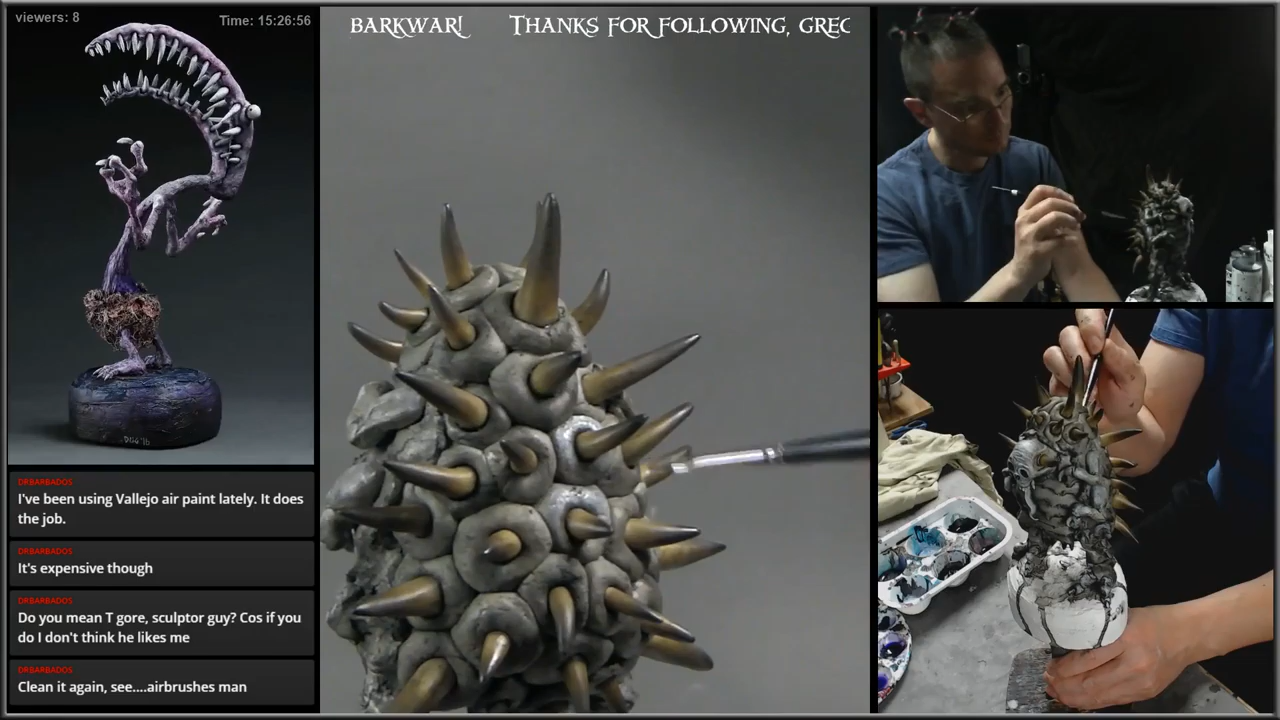 viewers: 8
Time: 15:26:56
BARKWAR!
THANKS FOR FOLLOWING, GREC
DRBARBADOS
I've been using Vallejo air paint lately. It does
the job.
DRBARBADOS
It's expensive though
DRBARBADOS
Do you mean T gore, sculptor guy? Cos if you
do I don't think he likes me
DRBARBADOS
Clean it again, see....airbrushes man